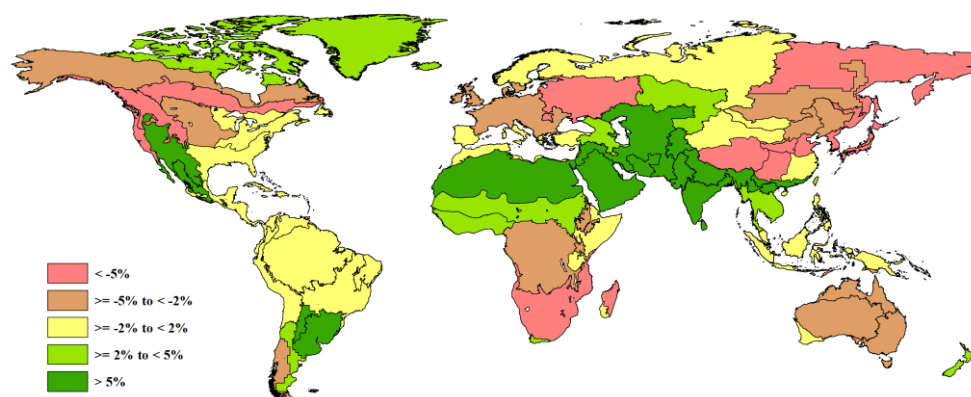 < -5%
>= -5% to < -2%
>= -2% to < 2%
>= 2% to < 5%
> 5%